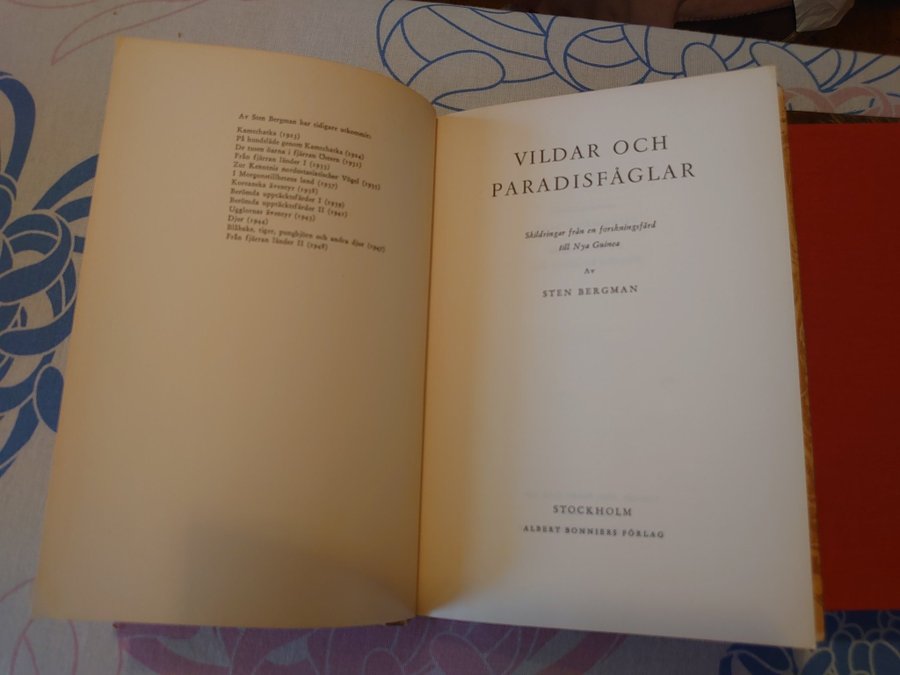 Av Sten Bergman har tidigare utkommit:
Kamtchatka (1923)
På hundsläde genom Kamtchatka (1924)
De tusen öarna i fjärran Östern (1931)
Från fjärran länder I (1933)
Zur Kenntnis nordostasiatischer Vögel (1935)
I Morgonstillhetens land (1937)
Koreanska äventyr (1938)
Berömda upptäcktsfärder I (1939)
Berömda upptäcktsfärder II (1941)
Ugglornas äventyr (1943)
Djur (1944)
Blåhake, tiger, pungbjörn och andra djur (1947)
Från fjärran länder II (1948)
VILDAR OCH
PARADISFÅGLAR
Skildringar från en forskningsfärd
till Nya Guinea
Av
STEN BERGMAN
STOCKHOLM
ALBERT BONNIERS FÖRLAG